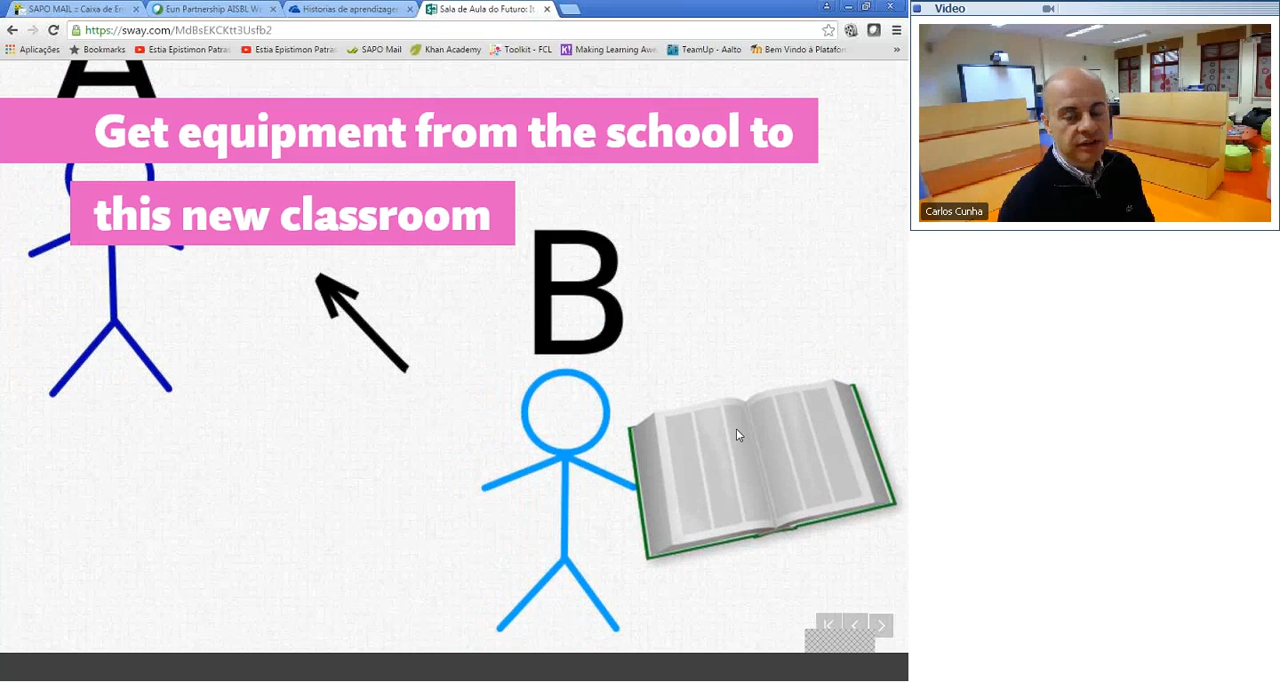 SAPO MAIL :: Caixa de En
Eun Partnership AISBL W
Historias de aprendizage
Sala de Aula do Futuro: It
Video
https://sway.com/MdBsEKCKtt3Usfb2
Aplicações
Bookmarks
Estia Epistimon Patras
Estia Epistimon Patras
SAPO Mail
Khan Academy
Toolkit - FCL
Making Learning Awe
TeamUp - Aalto
Bem Vindo à Platafor
A
Get equipment from the school to
this new classroom
B
Carlos Cunha